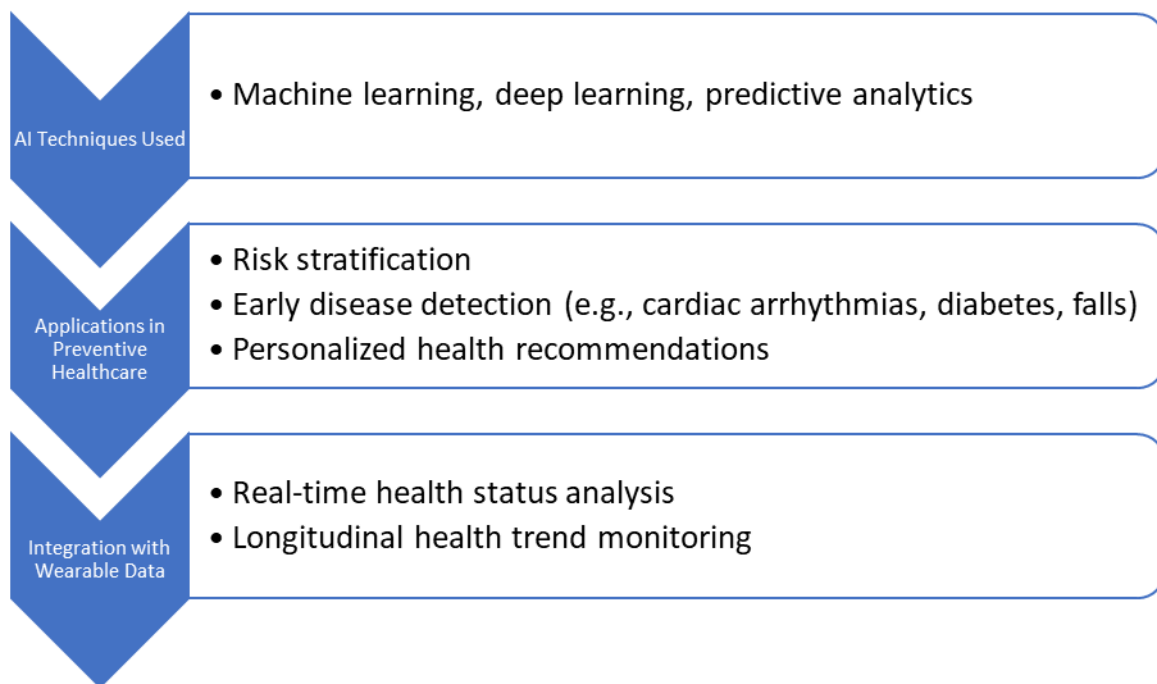 AI Techniques Used
• Machine learning, deep learning, predictive analytics
Applications in
Preventive
Healthcare
• Risk stratification
• Early disease detection (e.g., cardiac arrhythmias, diabetes, falls)
• Personalized health recommendations
Integration with
Wearable Data
• Real-time health status analysis
• Longitudinal health trend monitoring